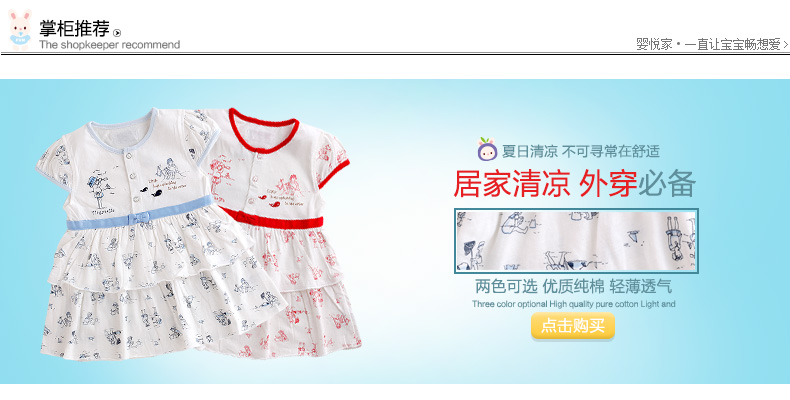 掌柜推荐
The shopkeeper recommend
婴悦家·一直让宝宝畅想爱
夏日清凉 不可寻常在舒适
居家清凉 外穿必备
两色可选 优质纯棉 轻薄透气
Three color optional High quality pure cotton Light and
点击购买